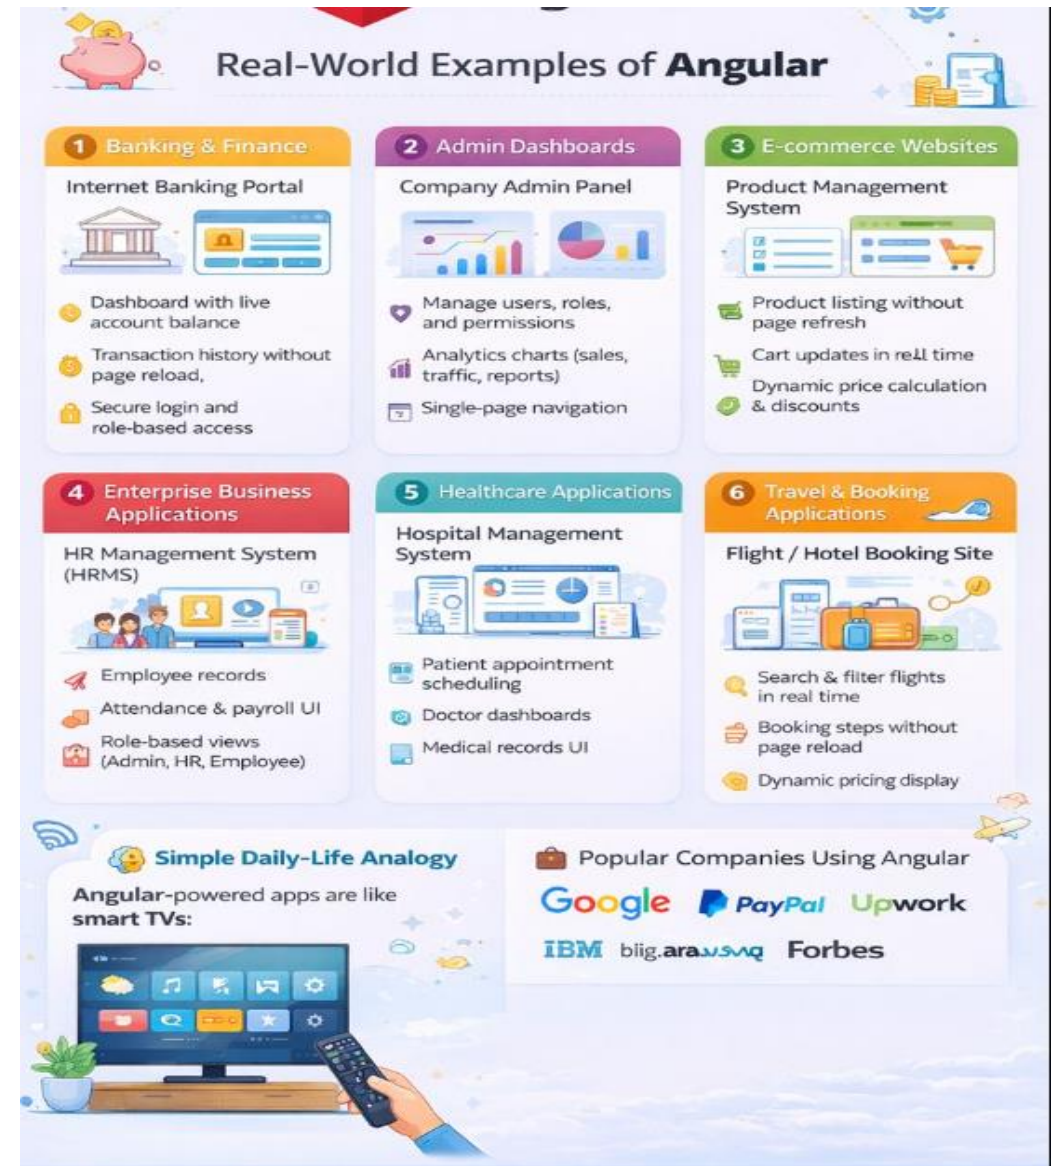 Real-World Examples of Angular
1 Banking & Finance
Internet Banking Portal
Dashboard with live
account balance
Transaction history without
page reload,
Secure login and
role-based access
2 Admin Dashboards
Company Admin Panel
Manage users, roles,
and permissions
Analytics charts (sales,
traffic, reports)
Single-page navigation
3 E-commerce Websites
Product Management
System
Product listing without
page refresh
Cart updates in real time
Dynamic price calculation
& discounts
4 Enterprise Business
Applications
HR Management System
(HRMS)
Employee records
Attendance & payroll UI
Role-based views
(Admin, HR, Employee)
5 Healthcare Applications
Hospital Management
System
Patient appointment
scheduling
Doctor dashboards
Medical records UI
6 Travel & Booking
Applications
Flight / Hotel Booking Site
Search & filter flights
in real time
Booking steps without
page reload
Dynamic pricing display
Simple Daily-Life Analogy
Angular-powered apps are like
smart TVs:
Popular Companies Using Angular
Google PayPal Upwork
IBM Forbes